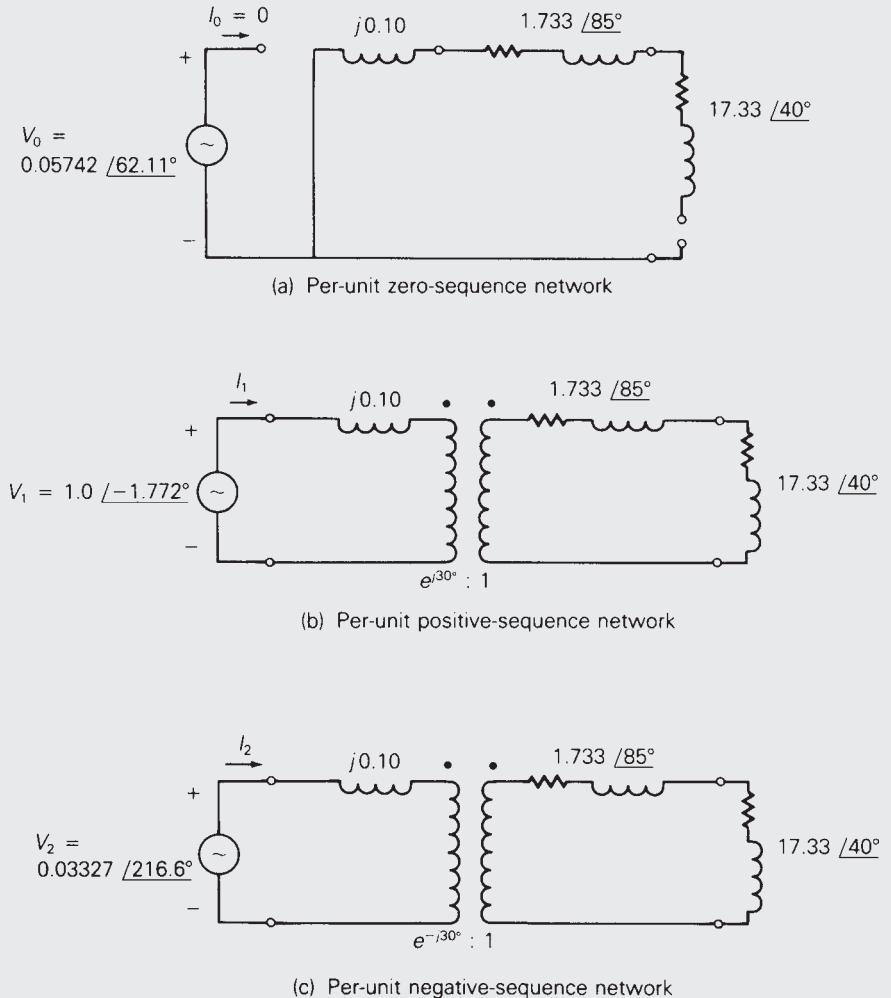 I₀ = 0
j0.10
1.733 /85°
+
17.33 /40°
V₀ =
0.05742 /62.11°
~
−
(a) Per-unit zero-sequence network
I₁
j0.10
1.733 /85°
+
V₁ = 1.0 /−1.772°
~
17.33 /40°
−
e^j30° : 1
(b) Per-unit positive-sequence network
I₂
j0.10
1.733 /85°
+
V₂ =
0.03327 /216.6°
~
17.33 /40°
−
e^−j30° : 1
(c) Per-unit negative-sequence network